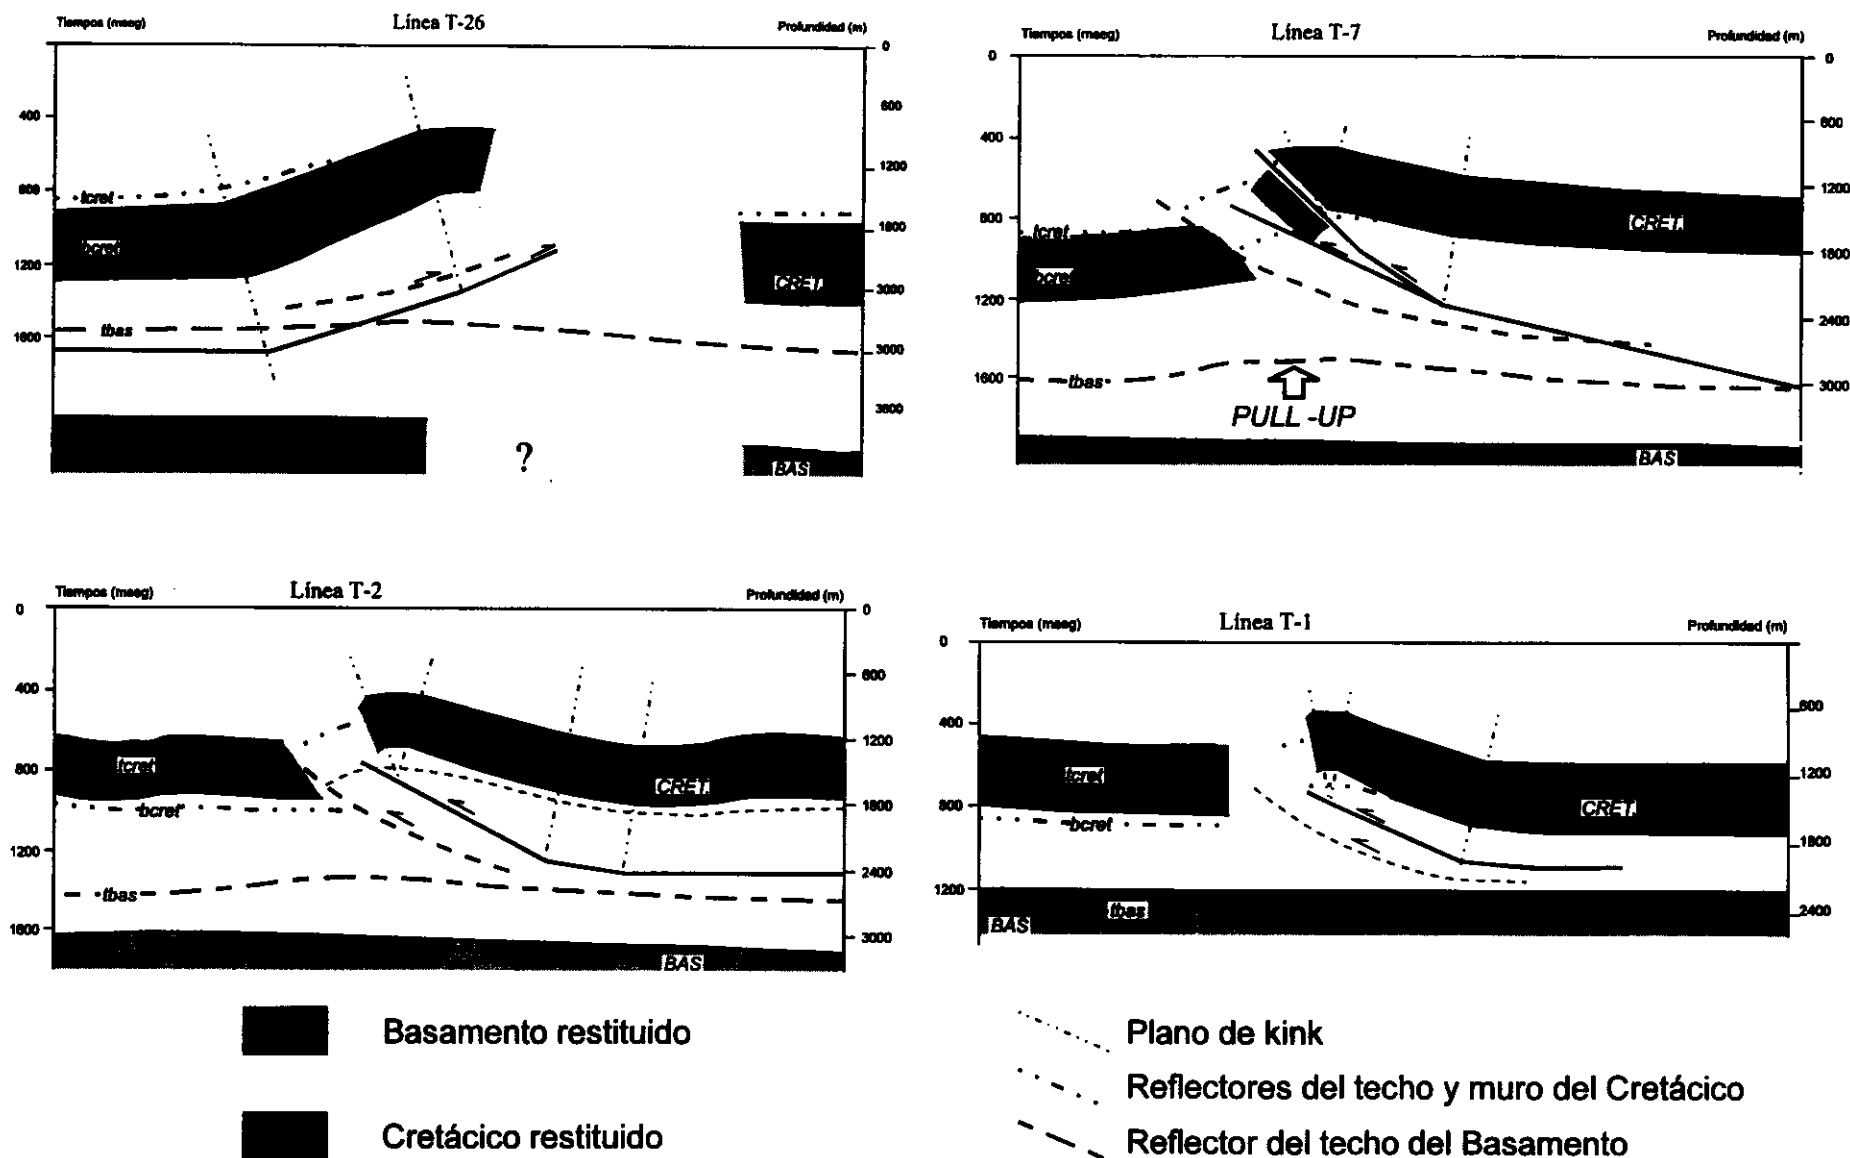 Tiempos (mseg) Línea T-26 Profundidad (m)
0 0
400 600
tcret 800 1200
bcret 1800
1200 CRET. 3000
tbas 1600 3000
3600
? BAS
Tiempos (mseg) Línea T-7 Profundidad (m)
0 0
400 600
800 1200
tcret CRET.
bcret 1800
1200 2400
1600 tbas 3000
PULL-UP
BAS
Tiempos (mseg) Línea T-2 Profundidad (m)
0 0
400 600
1200
800 tcret CRET.
bcret 1800
1200 2400
tbas
1600 3000
BAS
Tiempos (mseg) Línea T-1 Profundidad (m)
0
400 600
tcret 1200
800 bcret CRET.
1800
1200 tbas 2400
BAS
Basamento restituido
Cretácico restituido
Plano de kink
Reflectores del techo y muro del Cretácico
Reflector del techo del Basamento